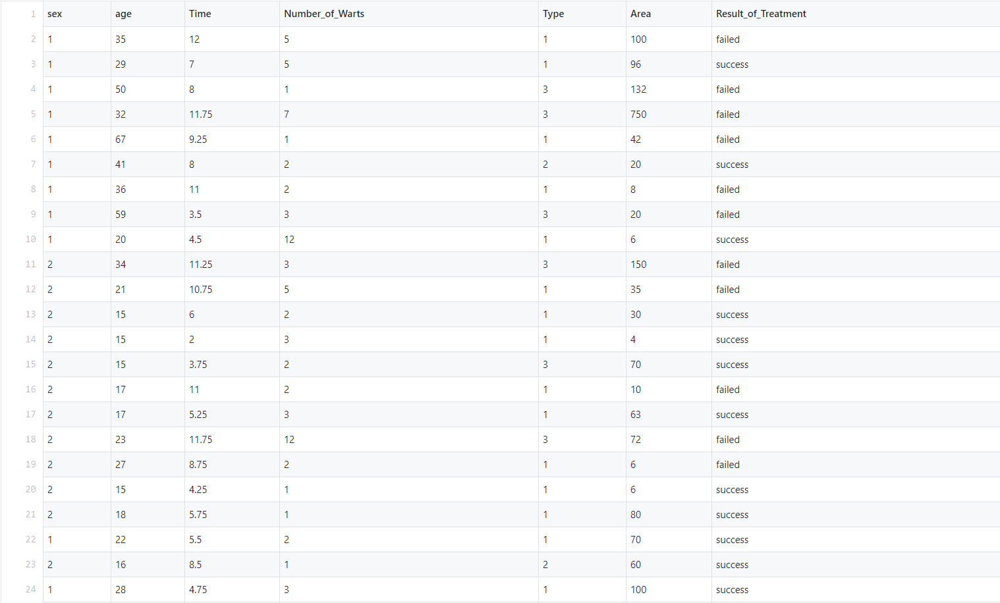 1 sex age Time Number_of_Warts Type Area Result_of_Treatment
2 1 35 12 5 1 100 failed
3 1 29 7 5 1 96 success
4 1 50 8 1 3 132 failed
5 1 32 11.75 7 3 750 failed
6 1 67 9.25 1 1 42 failed
7 1 41 8 2 2 20 success
8 1 36 11 2 1 8 failed
9 1 59 3.5 3 3 20 failed
10 1 20 4.5 12 1 6 success
11 2 34 11.25 3 3 150 failed
12 2 21 10.75 5 1 35 failed
13 2 15 6 2 1 30 success
14 2 15 2 3 1 4 success
15 2 15 3.75 2 3 70 success
16 2 17 11 2 1 10 failed
17 2 17 5.25 3 1 63 success
18 2 23 11.75 12 3 72 failed
19 2 27 8.75 2 1 6 failed
20 2 15 4.25 1 1 6 success
21 2 18 5.75 1 1 80 success
22 1 22 5.5 2 1 70 success
23 2 16 8.5 1 2 60 success
24 1 28 4.75 3 1 100 success